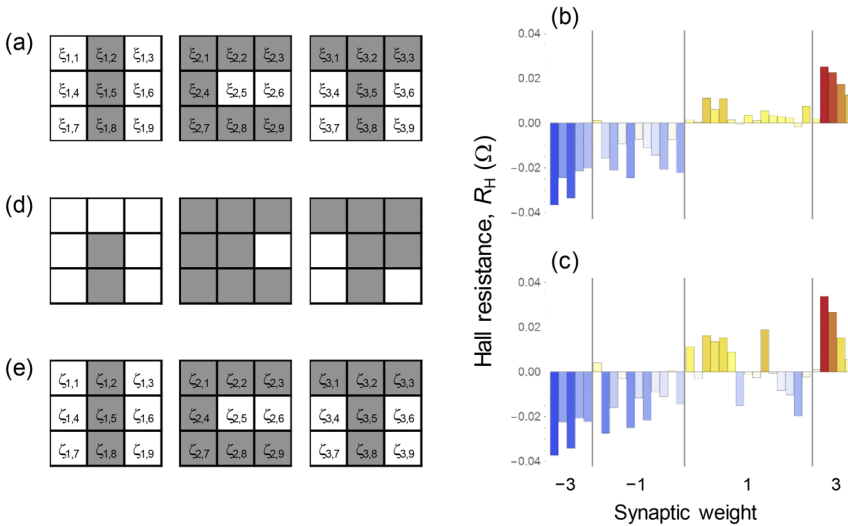 (a)
ξ1,1 ξ1,2 ξ1,3 ξ2,1 ξ2,2 ξ2,3 ξ3,1 ξ3,2 ξ3,3
ξ1,4 ξ1,5 ξ1,6 ξ2,4 ξ2,5 ξ2,6 ξ3,4 ξ3,5 ξ3,6
ξ1,7 ξ1,8 ξ1,9 ξ2,7 ξ2,8 ξ2,9 ξ3,7 ξ3,8 ξ3,9
(d)
(e)
ζ1,1 ζ1,2 ζ1,3 ζ2,1 ζ2,2 ζ2,3 ζ3,1 ζ3,2 ζ3,3
ζ1,4 ζ1,5 ζ1,6 ζ2,4 ζ2,5 ζ2,6 ζ3,4 ζ3,5 ζ3,6
ζ1,7 ζ1,8 ζ1,9 ζ2,7 ζ2,8 ζ2,9 ζ3,7 ζ3,8 ζ3,9
Hall resistance, RH (Ω)
(b)
0.04
0.02
0.00
−0.02
−0.04
(c)
0.04
0.02
0.00
−0.02
−0.04
−3 −1 1 3
Synaptic weight